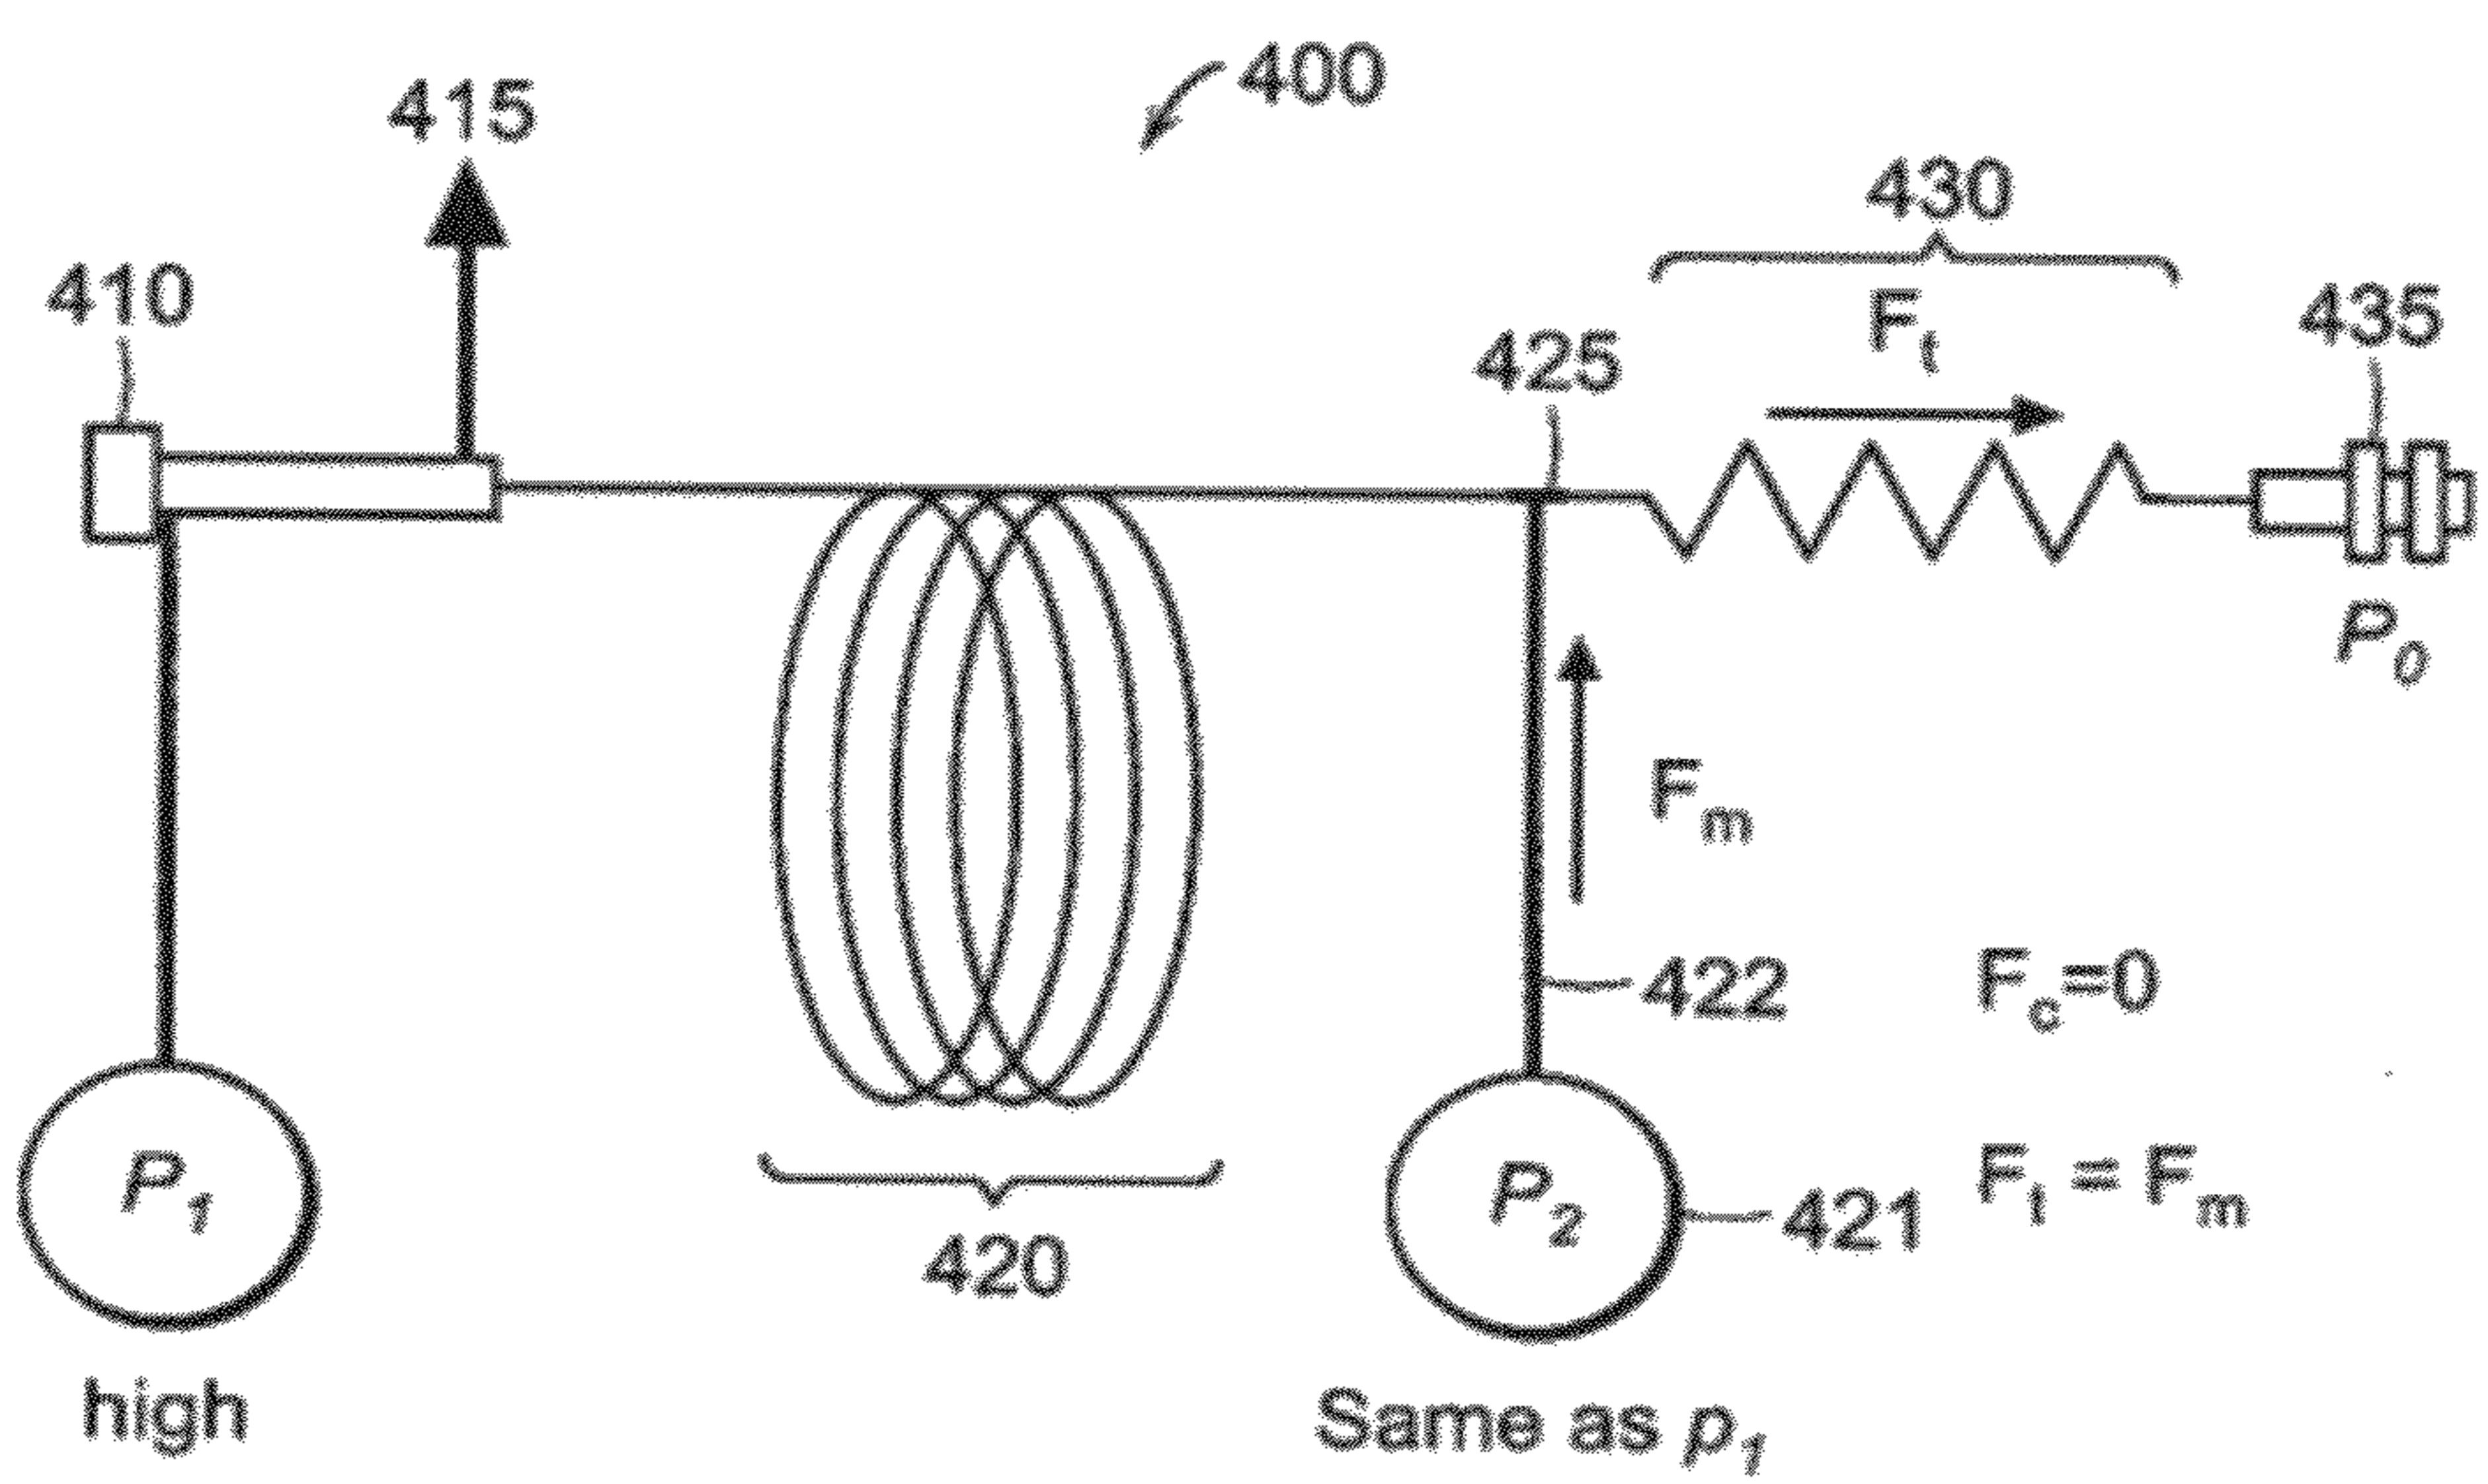 400
415
430
410
F_t
435
425
P_0
F_m
422
F_c=0
P_1
P_2
421
F_t = F_m
420
high
Same as p_1